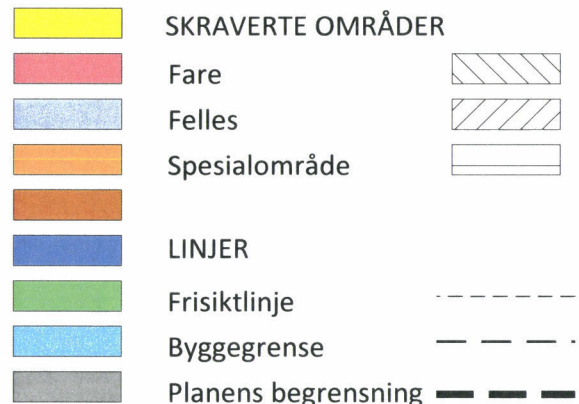 SKRAVERTE OMRÅDER
Fare
Felles
Spesialområde
LINJER
Frisiktlinje
Byggegrense
Planens begrensning